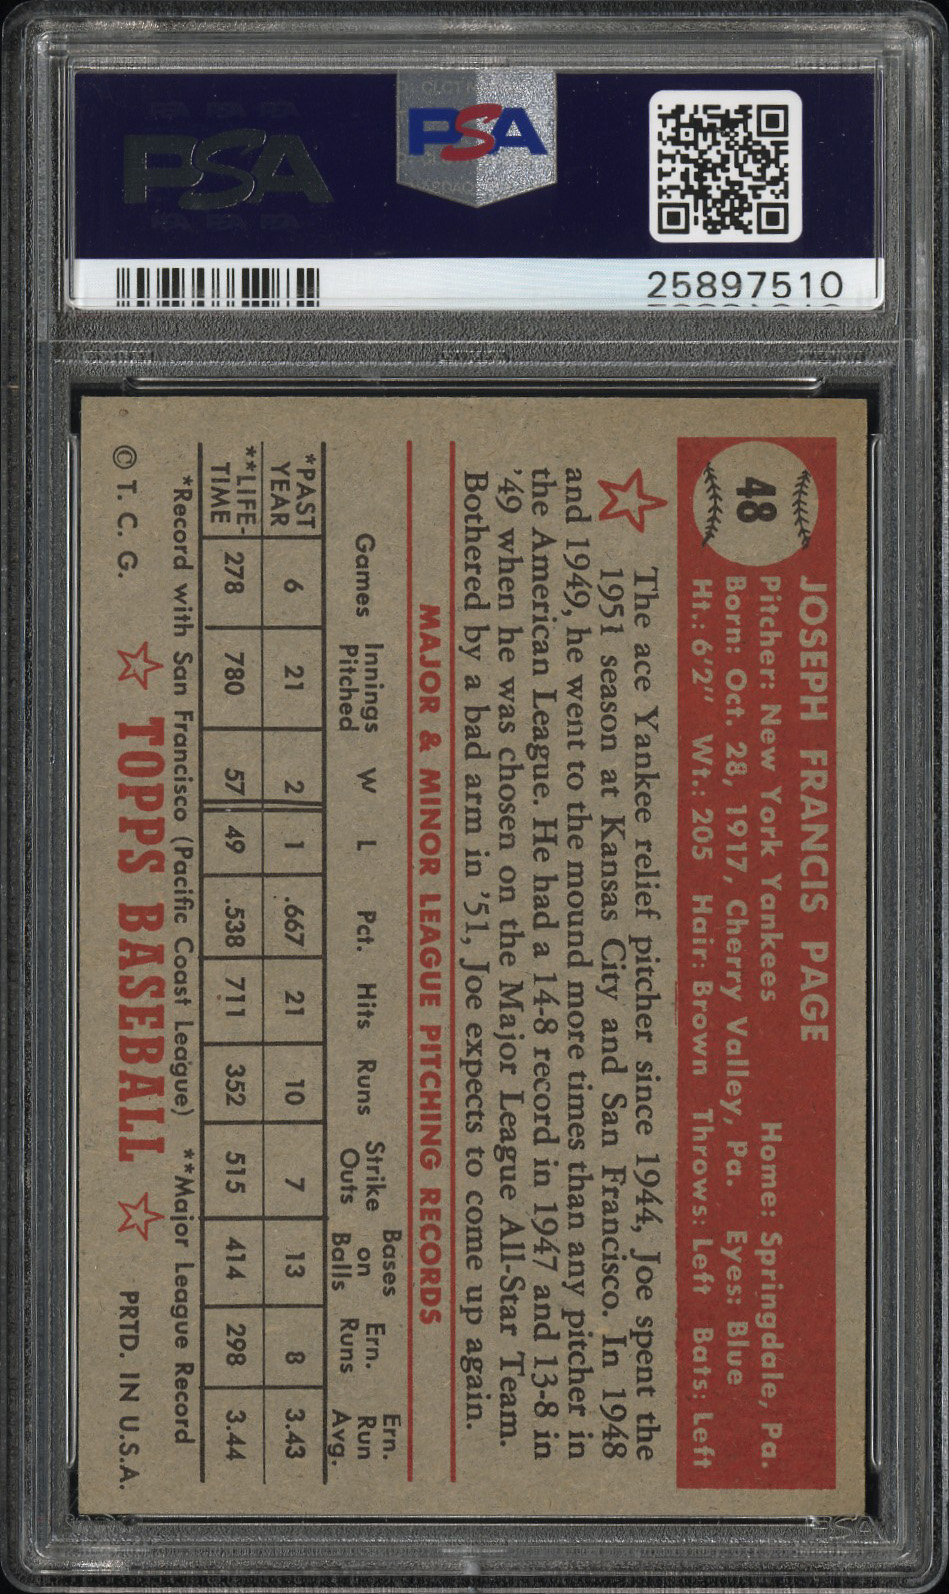 PSA
PSA
25897510
48
JOSEPH FRANCIS PAGE
Pitcher: New York Yankees Home: Springdale, Pa.
Born: Oct. 28, 1917, Cherry Valley, Pa. Eyes: Blue
Ht.: 6'2" Wt.: 205 Hair: Brown Throws: Left Bats: Left
The ace Yankee relief pitcher since 1944, Joe spent the
1951 season at Kansas City and San Francisco. In 1948
and 1949, he went to the mound more times than any pitcher in
the American League. He had a 14-8 record in 1947 and 13-8 in
'49 when he was chosen on the Major League All-Star Team.
Bothered by a bad arm in '51, Joe expects to come up again.
MAJOR & MINOR LEAGUE PITCHING RECORDS
Games Innings Pitched W L Pct. Hits Runs Strike Outs Bases on Balls Ern. Runs Ern. Run Avg.
*PAST YEAR 6 21 2 1 .667 21 10 7 13 8 3.43
**LIFE-TIME 278 780 57 49 .538 711 352 515 414 298 3.44
*Record with San Francisco (Pacific Coast League) **Major League Record
© T. C. G. TOPPS BASEBALL PRTD. IN U.S.A.